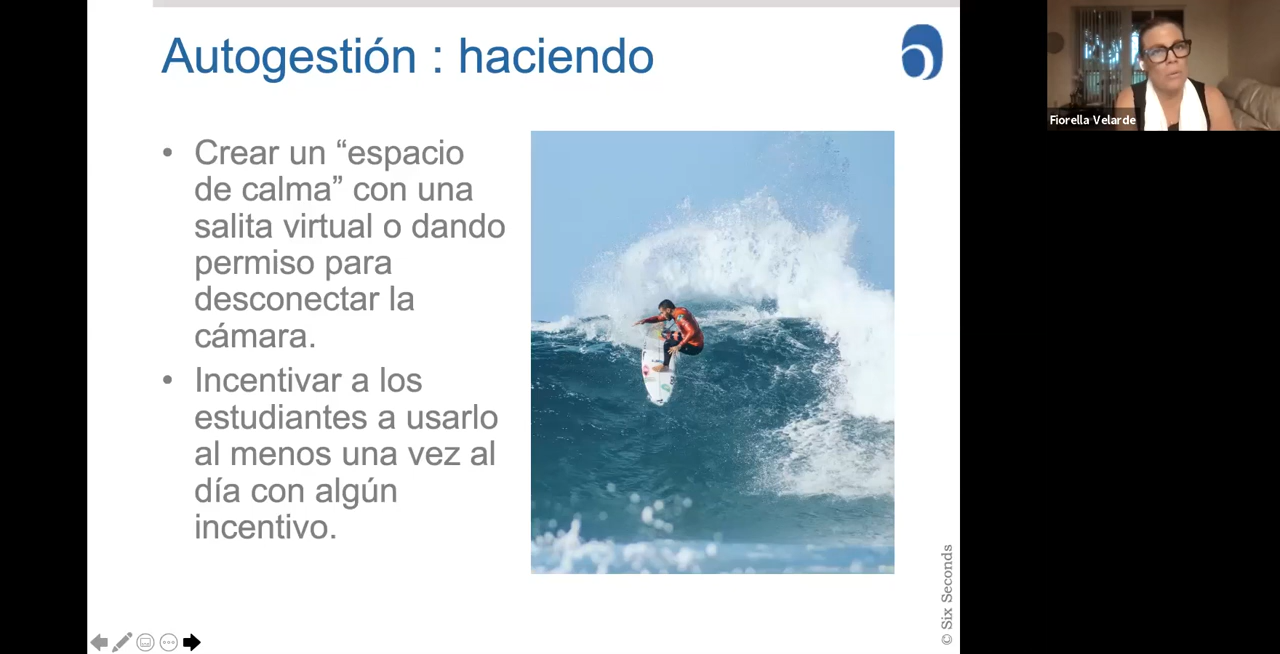 Autogestión : haciendo
• Crear un “espacio
de calma” con una
salita virtual o dando
permiso para
desconectar la
cámara.
• Incentivar a los
estudiantes a usarlo
al menos una vez al
día con algún
incentivo.
© Six Seconds
Fiorella Velarde